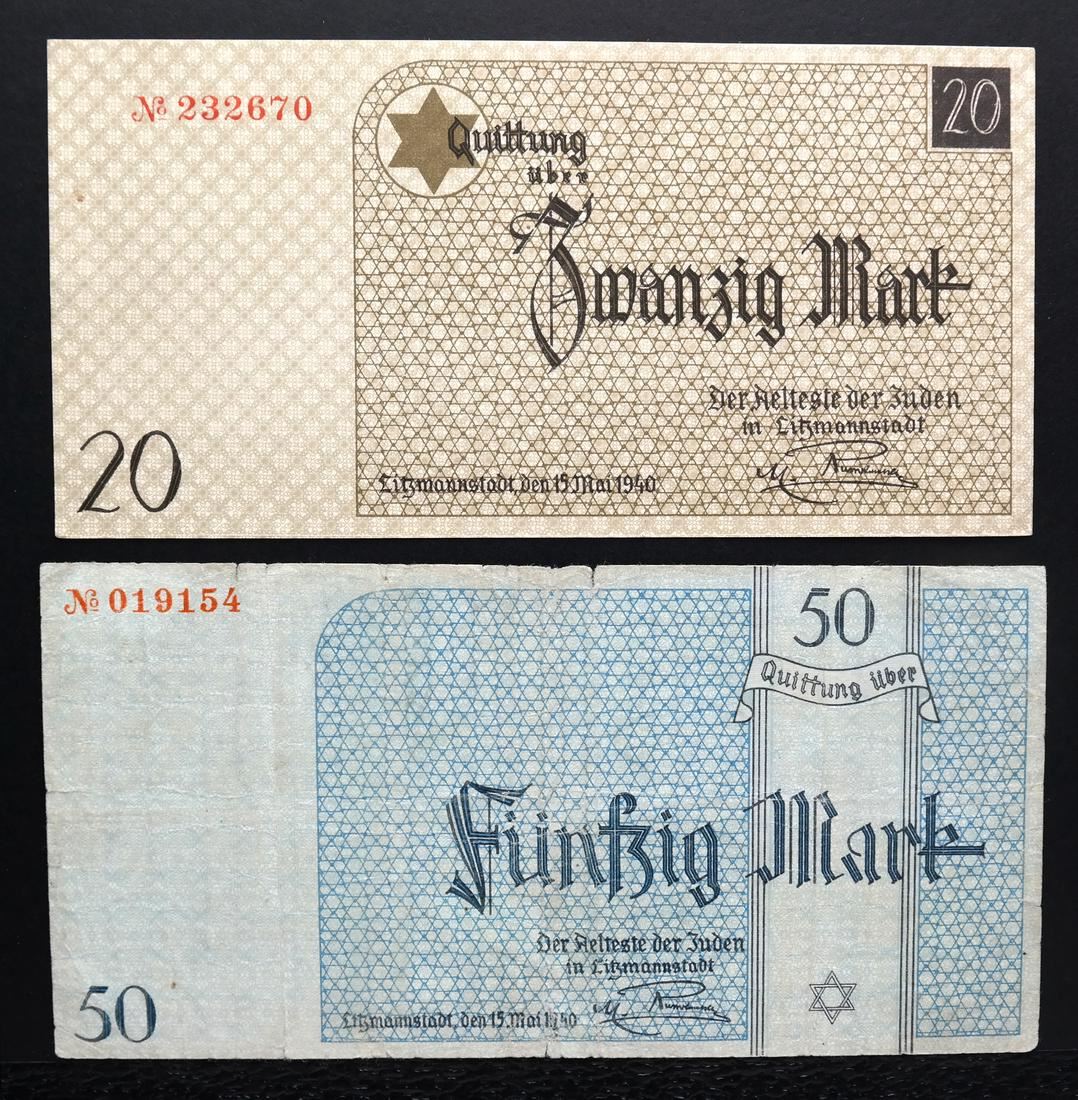 № 232670
20
Quittung
über
Zwanzig Mark
Der Aelteste der Juden
in Litzmannstadt
Litzmannstadt, den 15 Mai 1940
20
№ 019154
50
Quittung über
Fünfzig Mark
Der Aelteste der Juden
in Litzmannstadt
Litzmannstadt, den 15. Mai 1940
50